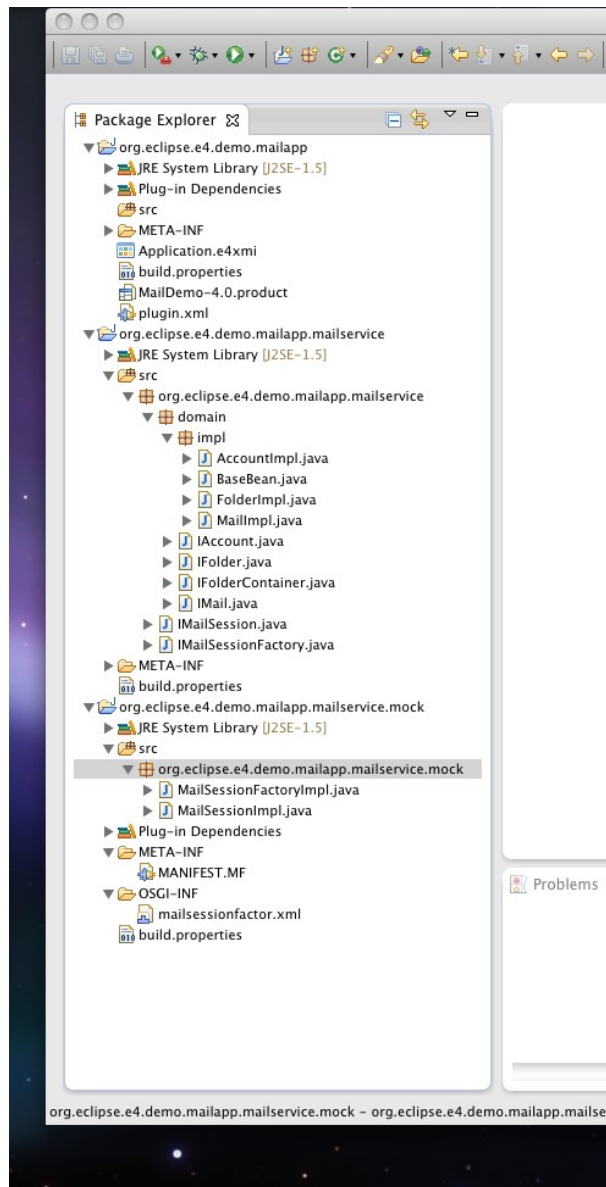 Package Explorer
org.eclipse.e4.demo.mailapp
JRE System Library [J2SE-1.5]
Plug-in Dependencies
src
META-INF
Application.e4xmi
build.properties
MailDemo-4.0.product
plugin.xml
org.eclipse.e4.demo.mailapp.mailservice
JRE System Library [J2SE-1.5]
src
org.eclipse.e4.demo.mailapp.mailservice
domain
impl
AccountImpl.java
BaseBean.java
FolderImpl.java
MailImpl.java
IAccount.java
IFolder.java
IFolderContainer.java
IMail.java
IMailSession.java
IMailSessionFactory.java
META-INF
build.properties
org.eclipse.e4.demo.mailapp.mailservice.mock
JRE System Library [J2SE-1.5]
src
org.eclipse.e4.demo.mailapp.mailservice.mock
MailSessionFactoryImpl.java
MailSessionImpl.java
Plug-in Dependencies
META-INF
MANIFEST.MF
OSGI-INF
mailsessionfactor.xml
build.properties
Problems
org.eclipse.e4.demo.mailapp.mailservice.mock - org.eclipse.e4.demo.mailapp.mailse